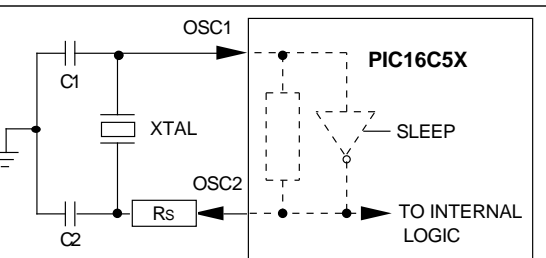 OSC1
PIC16C5X
C1
XTAL
SLEEP
OSC2
RS
TO INTERNAL
LOGIC
C2